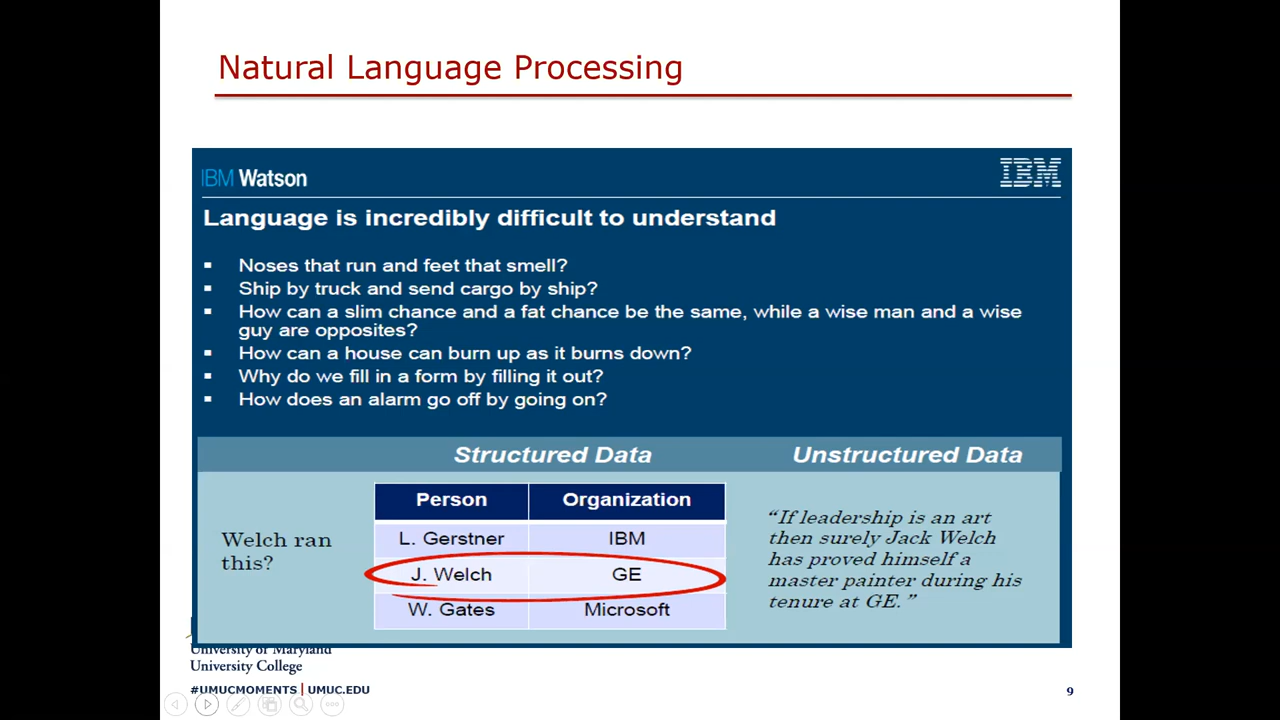 Natural Language Processing
IBM Watson
IBM
Language is incredibly difficult to understand
▪ Noses that run and feet that smell?
▪ Ship by truck and send cargo by ship?
▪ How can a slim chance and a fat chance be the same, while a wise man and a wise
guy are opposites?
▪ How can a house can burn up as it burns down?
▪ Why do we fill in a form by filling it out?
▪ How does an alarm go off by going on?
Structured Data
Unstructured Data
Welch ran
this?
Person Organization
L. Gerstner IBM
J. Welch GE
W. Gates Microsoft
“If leadership is an art
then surely Jack Welch
has proved himself a
master painter during his
tenure at GE.”
University of Maryland
University College
#UMUCMOMENTS | UMUC.EDU
9